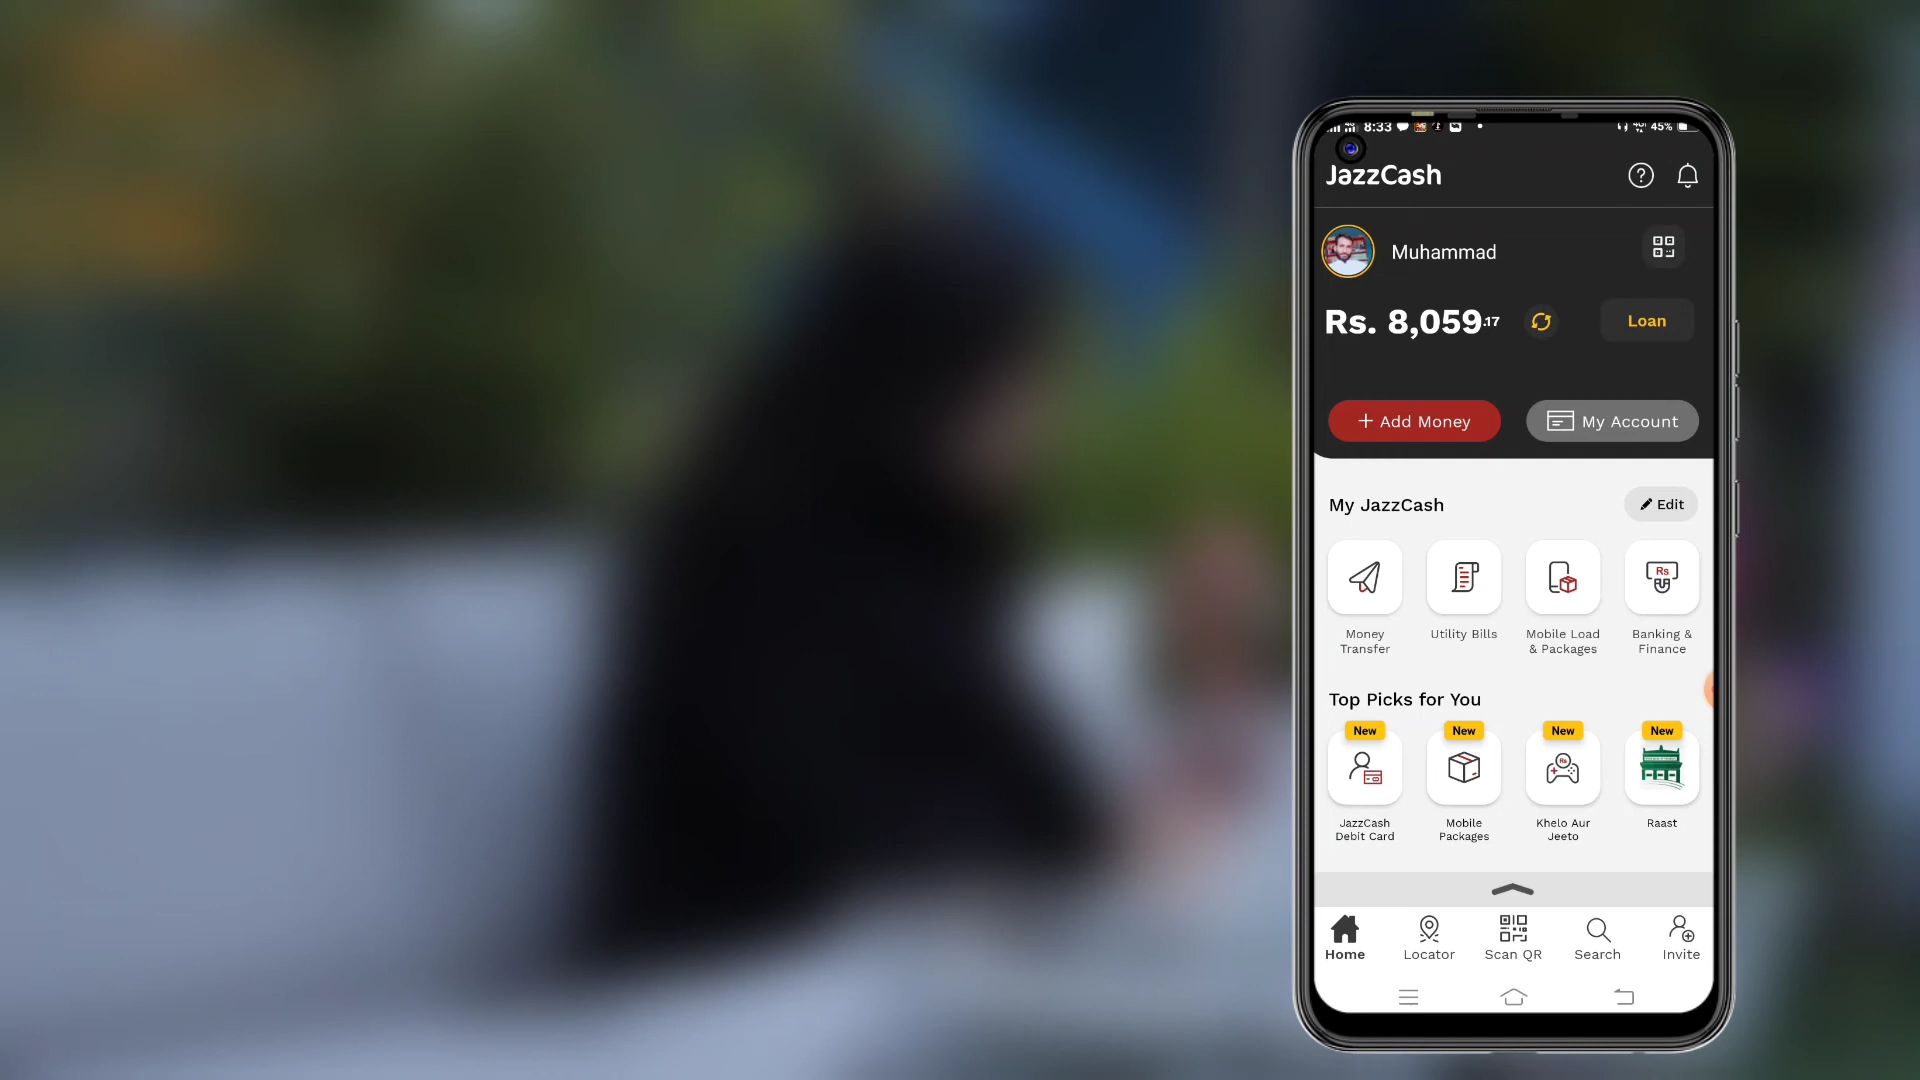 8:33
45%
JazzCash
Muhammad
Rs. 8,059.17
Loan
+ Add Money
My Account
My JazzCash
Edit
Money Transfer
Utility Bills
Mobile Load & Packages
Rs
Banking & Finance
Top Picks for You
New
New
New
New
Rs
JazzCash Debit Card
Mobile Packages
Khelo Aur Jeeto
Raast
Home
Locator
Scan QR
Search
Invite